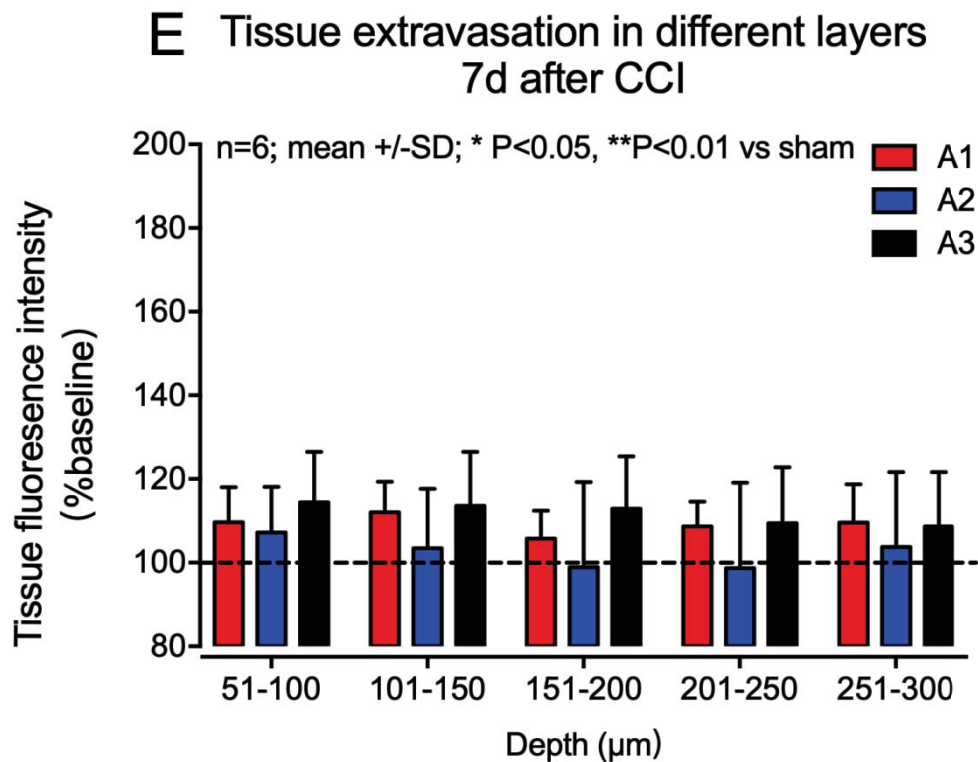 E Tissue extravasation in different layers
7d after CCI
n=6; mean +/-SD; * P<0.05, **P<0.01 vs sham
A1
A2
A3
Tissue fluoresence intensity
(%baseline)
200
180
160
140
120
100
80
51-100 101-150 151-200 201-250 251-300
Depth (µm)